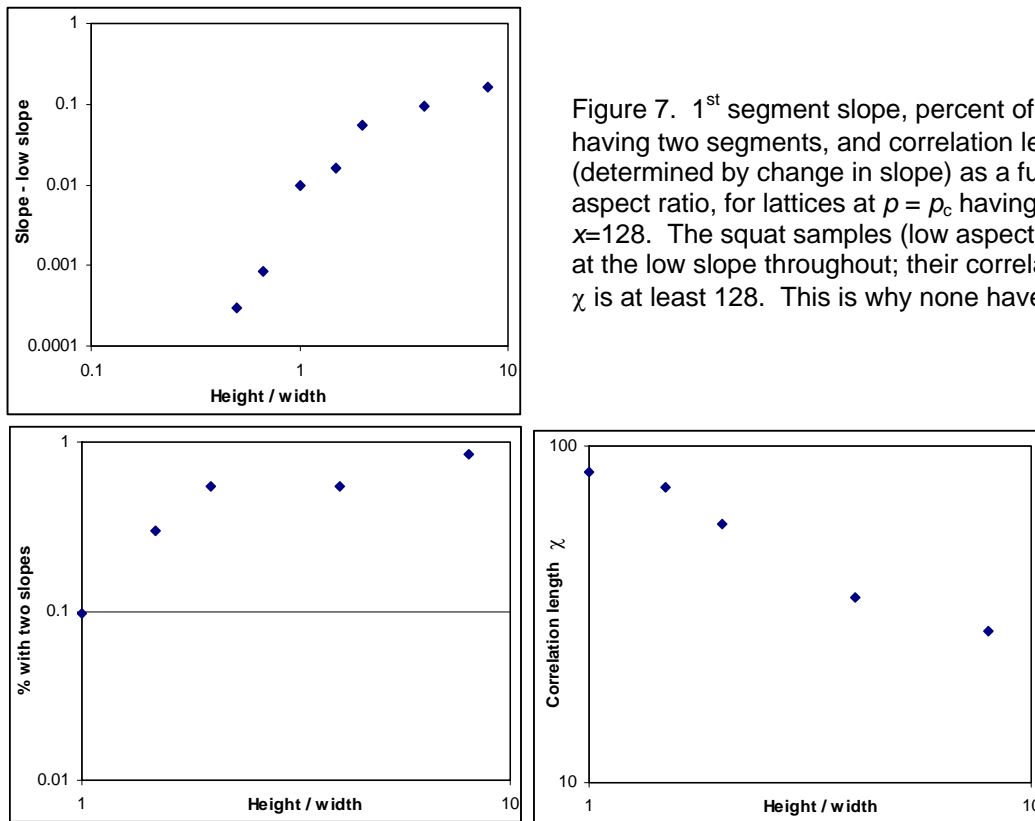 1
0.1
0.01
0.001
0.0001
Slope - low slope
0.1 1 10
Height / width
Figure 7. 1st segment slope, percent of
having two segments, and correlation le
(determined by change in slope) as a fu
aspect ratio, for lattices at p = pc having
x=128. The squat samples (low aspect
at the low slope throughout; their correla
χ is at least 128. This is why none have
1
0.1
0.01
% with two slopes
1 10
Height / width
100
10
Correlation length χ
1 10
Height / width